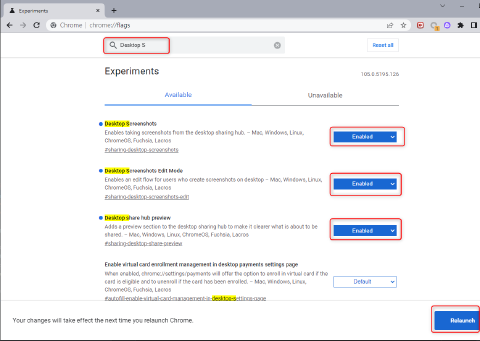 Experiments
Chrome | chrome://flags
Desktop S
Reset all
Experiments
105.0.5195.126
Available
Unavailable
Desktop Screenshots
Enables taking screenshots from the desktop sharing hub. – Mac, Windows, Linux,
ChromeOS, Fuchsia, Lacros
#sharing-desktop-screenshots
Enabled
Desktop Screenshots Edit Mode
Enables an edit flow for users who create screenshots on desktop – Mac, Windows, Linux,
ChromeOS, Fuchsia, Lacros
#sharing-desktop-screenshots-edit
Enabled
Desktop share hub preview
Adds a preview section to the desktop sharing hub to make it clearer what is about to be
shared. – Mac, Windows, Linux, ChromeOS, Fuchsia, Lacros
#sharing-desktop-share-preview
Enabled
Enable virtual card enrollment management in desktop payments settings page
When enabled, chrome://settings/payments will offer the option to enroll in virtual card if the
card is eligible and to unenroll if the card has been enrolled. – Mac, Windows, Linux,
ChromeOS, Fuchsia, Lacros
#autofill-enable-virtual-card-management-in-desktop-settings-page
Default
Your changes will take effect the next time you relaunch Chrome.
Relaunch